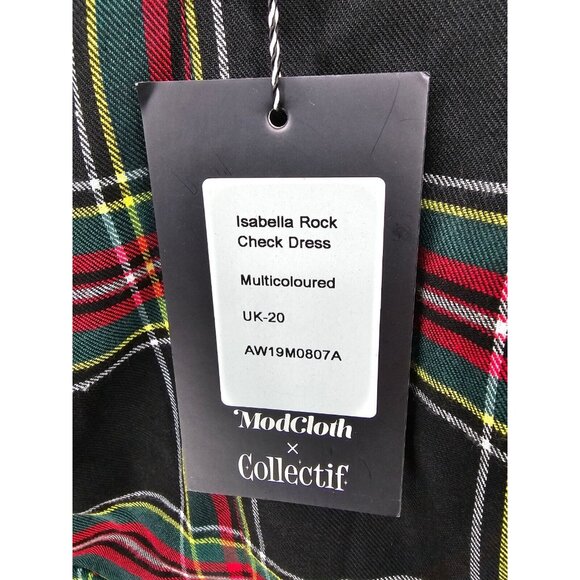 Isabella Rock
Check Dress
Multicoloured
UK-20
AW19M0807A
ModCloth
×
Collectif